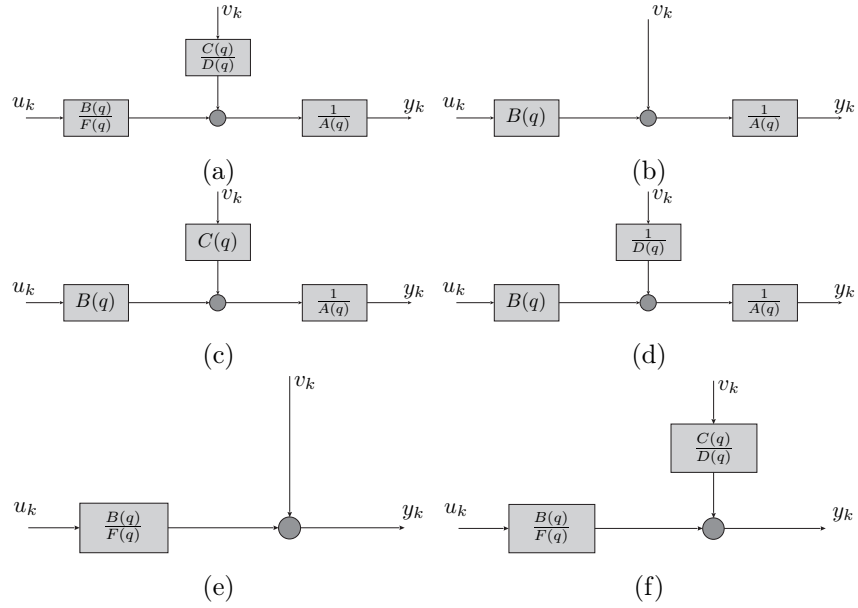 v_k
C(q)/D(q)
u_k
B(q)/F(q)
1/A(q)
y_k
(a)
v_k
u_k
B(q)
1/A(q)
y_k
(b)
v_k
C(q)
u_k
B(q)
1/A(q)
y_k
(c)
v_k
1/D(q)
u_k
B(q)
1/A(q)
y_k
(d)
v_k
u_k
B(q)/F(q)
y_k
(e)
v_k
C(q)/D(q)
u_k
B(q)/F(q)
y_k
(f)